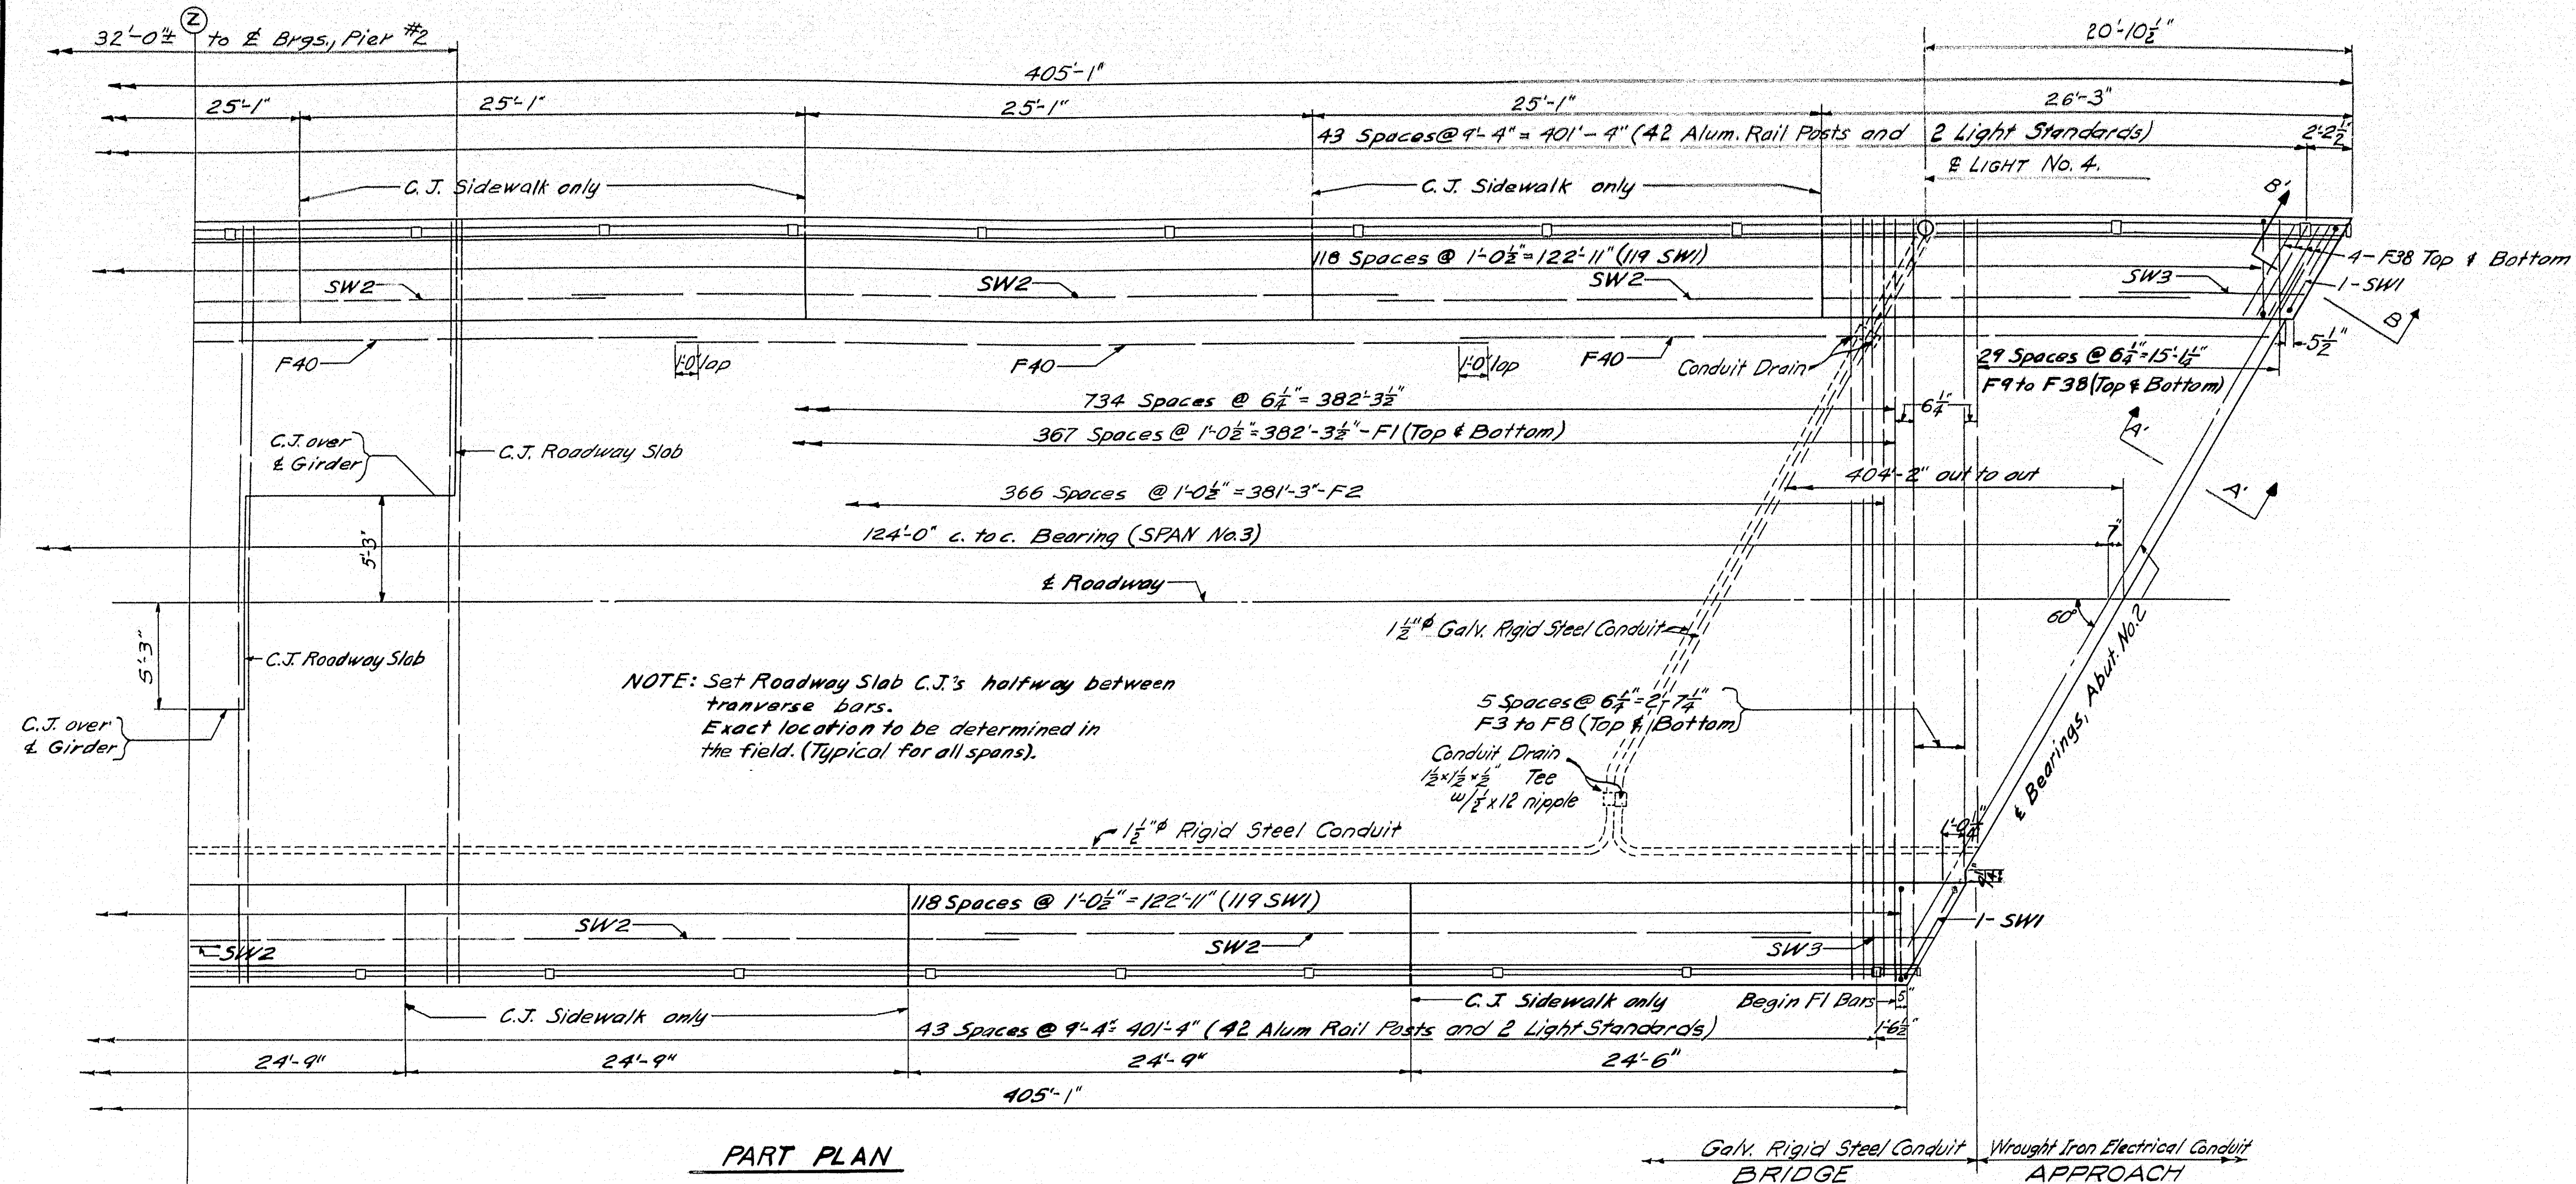 Z
32'-0"± to ℄ Brgs., Pier #2
20'-10½"
405'-1"
25'-1" 25'-1" 25'-1" 25'-1" 26'-3"
43 Spaces @ 9'-4" = 401'-4" (42 Alum. Rail Posts and 2 Light Standards)
2'-2½"
℄ LIGHT No. 4.
C.J. Sidewalk only
C.J. Sidewalk only
B'
118 Spaces @ 1'-0½" = 122'-11" (119 SW1)
4-F38 Top & Bottom
SW2
SW2
SW2
SW3
1-SW1
B
F40
1'-0" lap
F40
1'-0" lap
F40
Conduit Drain
5½"
29 Spaces @ 6¼" = 15'-1¼"
F9 to F38 (Top & Bottom)
734 Spaces @ 6¼" = 382'-3½"
6¼"
367 Spaces @ 1'-0½" = 382'-3½" - F1 (Top & Bottom)
A'
C.J. over
℄ Girder
C.J. Roadway Slab
404'-2" out to out
366 Spaces @ 1'-0½" = 381'-3" - F2
A'
124'-0" c. to c. Bearing (SPAN No.3)
7"
5'-3"
℄ Roadway
60°
5'-3"
1½"ᶲ Galv. Rigid Steel Conduit
C.J. Roadway Slab
NOTE: Set Roadway Slab C.J.'s halfway between
tranverse bars.
Exact location to be determined in
the field. (Typical for all spans).
5 Spaces @ 6¼" = 2'-7¼"
F3 to F8 (Top & Bottom)
C.J. over
℄ Girder
℄ Bearings, Abut. No.2
Conduit Drain
1½ x 1½ x ½" Tee
w/½ x 12 nipple
1½"ᶲ Rigid Steel Conduit
1'-0¼"
118 Spaces @ 1'-0½" = 122'-11" (119 SW1)
1-SW1
SW2
SW2
SW2
SW3
C.J. Sidewalk only
C.J. Sidewalk only
Begin F1 Bars
5"
43 Spaces @ 9'-4" = 401'-4" (42 Alum Rail Posts and 2 Light Standards)
1'-6½"
24'-9" 24'-9" 24'-9" 24'-6"
405'-1"
PART PLAN
Galv. Rigid Steel Conduit
Wrought Iron Electrical Conduit
BRIDGE
APPROACH